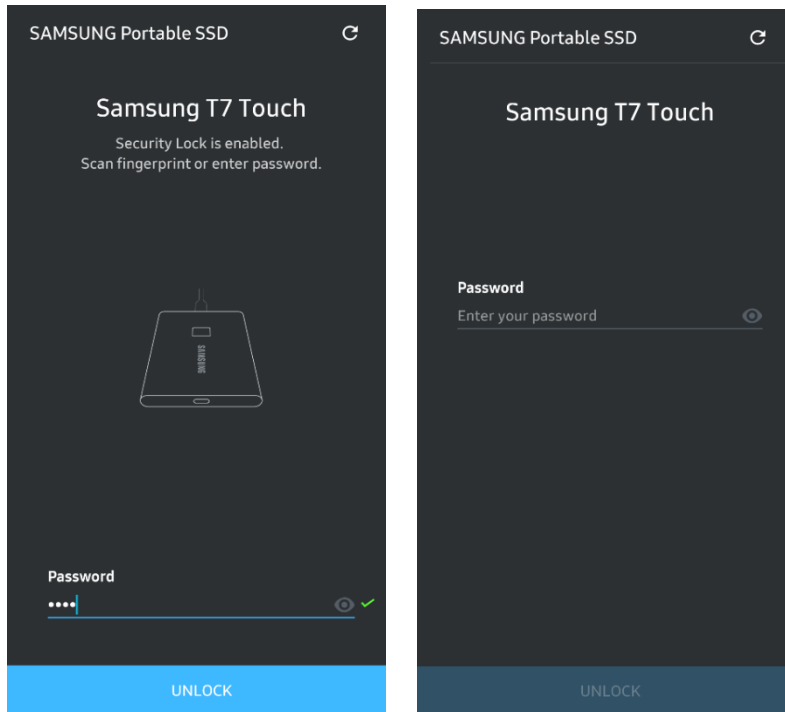 SAMSUNG Portable SSD
Samsung T7 Touch
Security Lock is enabled.
Scan fingerprint or enter password.
SAMSUNG
Password
••••
UNLOCK
SAMSUNG Portable SSD
Samsung T7 Touch
Password
Enter your password
UNLOCK